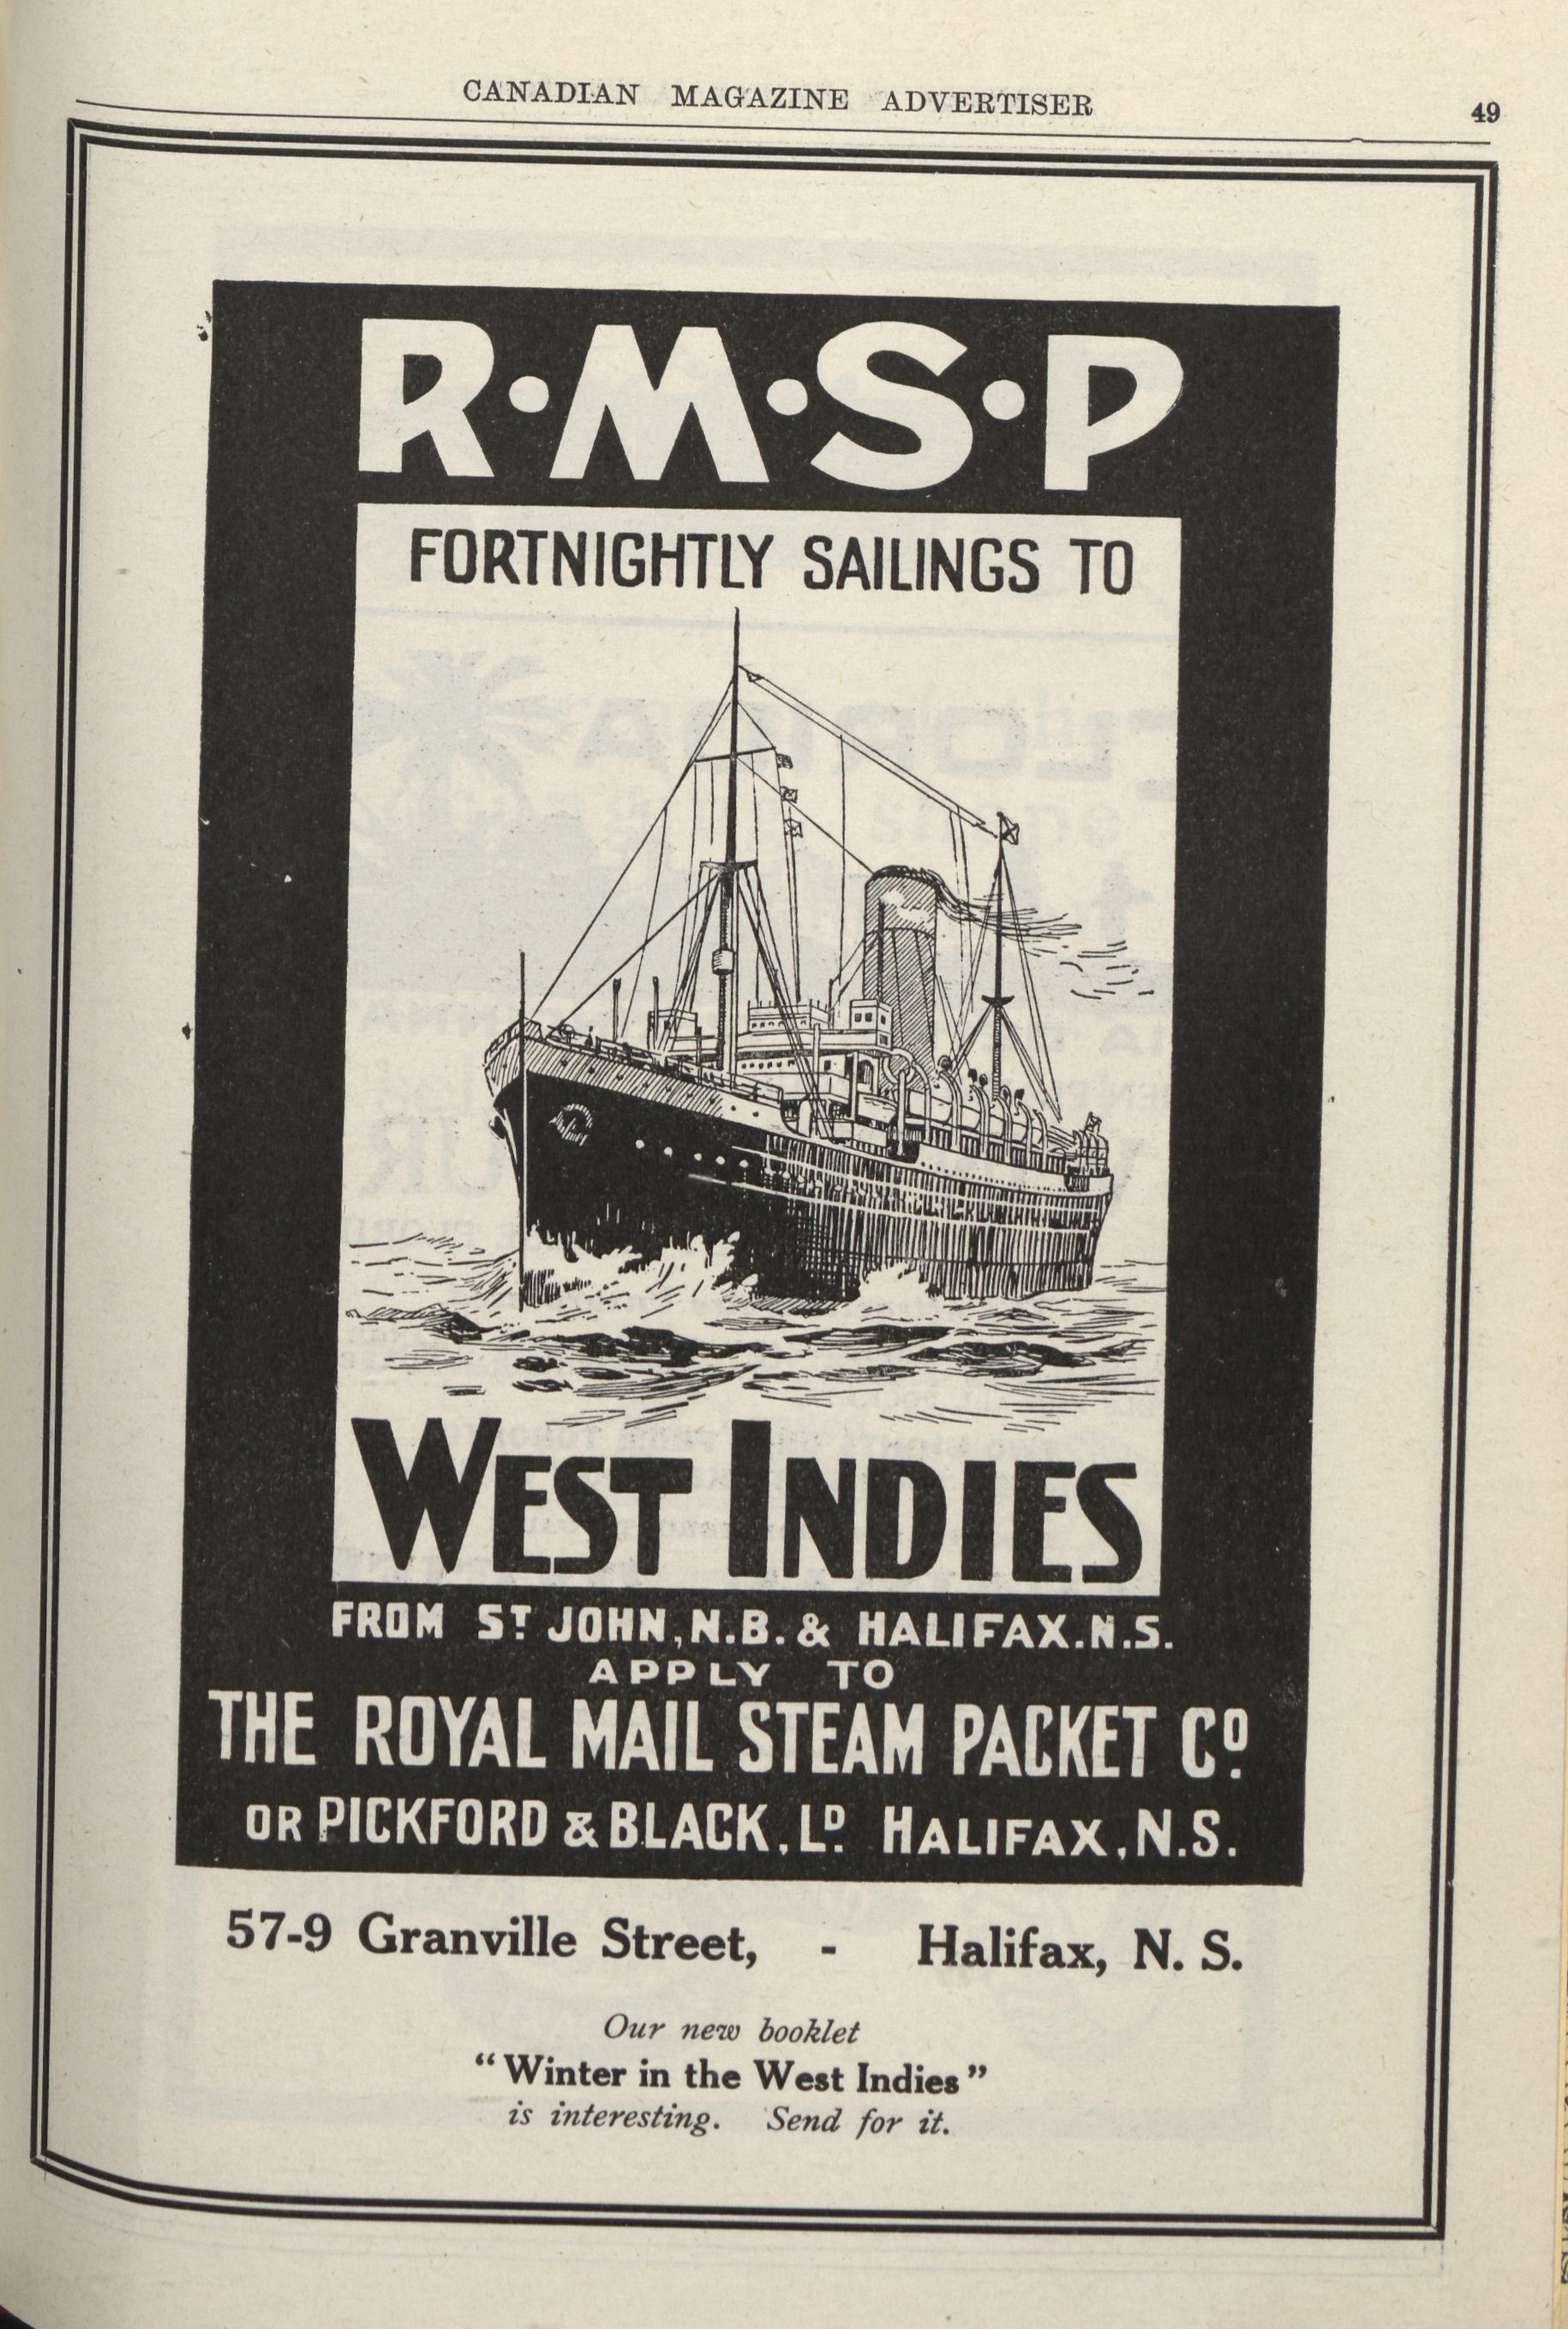 CANADIAN MAGAZINE ADVERTISER 49
R·M·S·P
FORTNIGHTLY SAILINGS TO
WEST INDIES
FROM ST. JOHN, N.B. & HALIFAX. N.S.
APPLY TO
THE ROYAL MAIL STEAM PACKET CO.
OR PICKFORD & BLACK, LD. HALIFAX, N.S.
57-9 Granville Street, - Halifax, N. S.
Our new booklet
“Winter in the West Indies”
is interesting. Send for it.